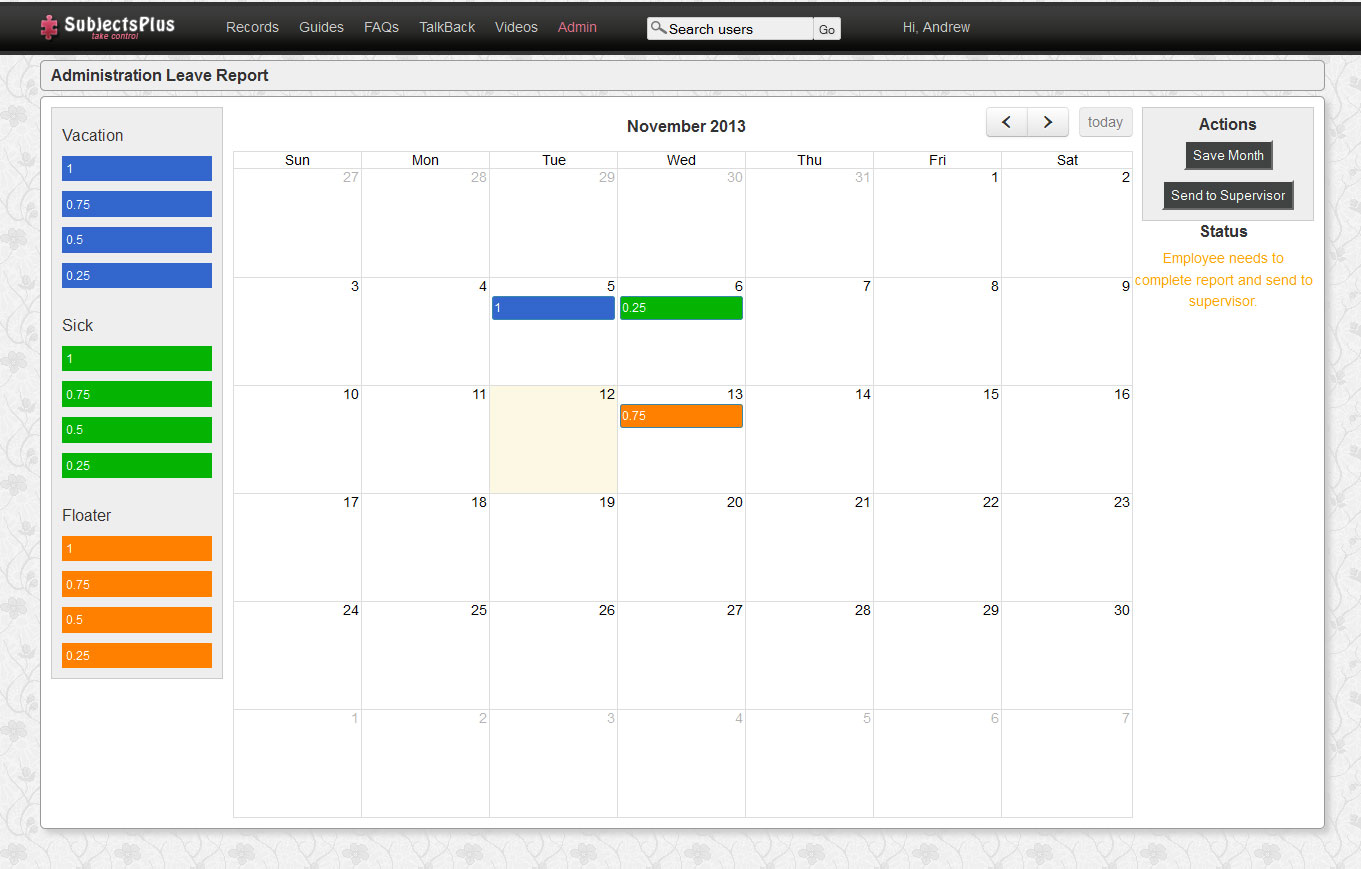 SubjectsPlus
take control
Records Guides FAQs TalkBack Videos Admin
Search users Go
Hi, Andrew
Administration Leave Report
Vacation
1
0.75
0.5
0.25
Sick
1
0.75
0.5
0.25
Floater
1
0.75
0.5
0.25
November 2013
today
Sun Mon Tue Wed Thu Fri Sat
27 28 29 30 31 1 2
3 4 5 6 7 8 9
1 0.25
10 11 12 13 14 15 16
0.75
17 18 19 20 21 22 23
24 25 26 27 28 29 30
1 2 3 4 5 6 7
Actions
Save Month
Send to Supervisor
Status
Employee needs to
complete report and send to
supervisor.